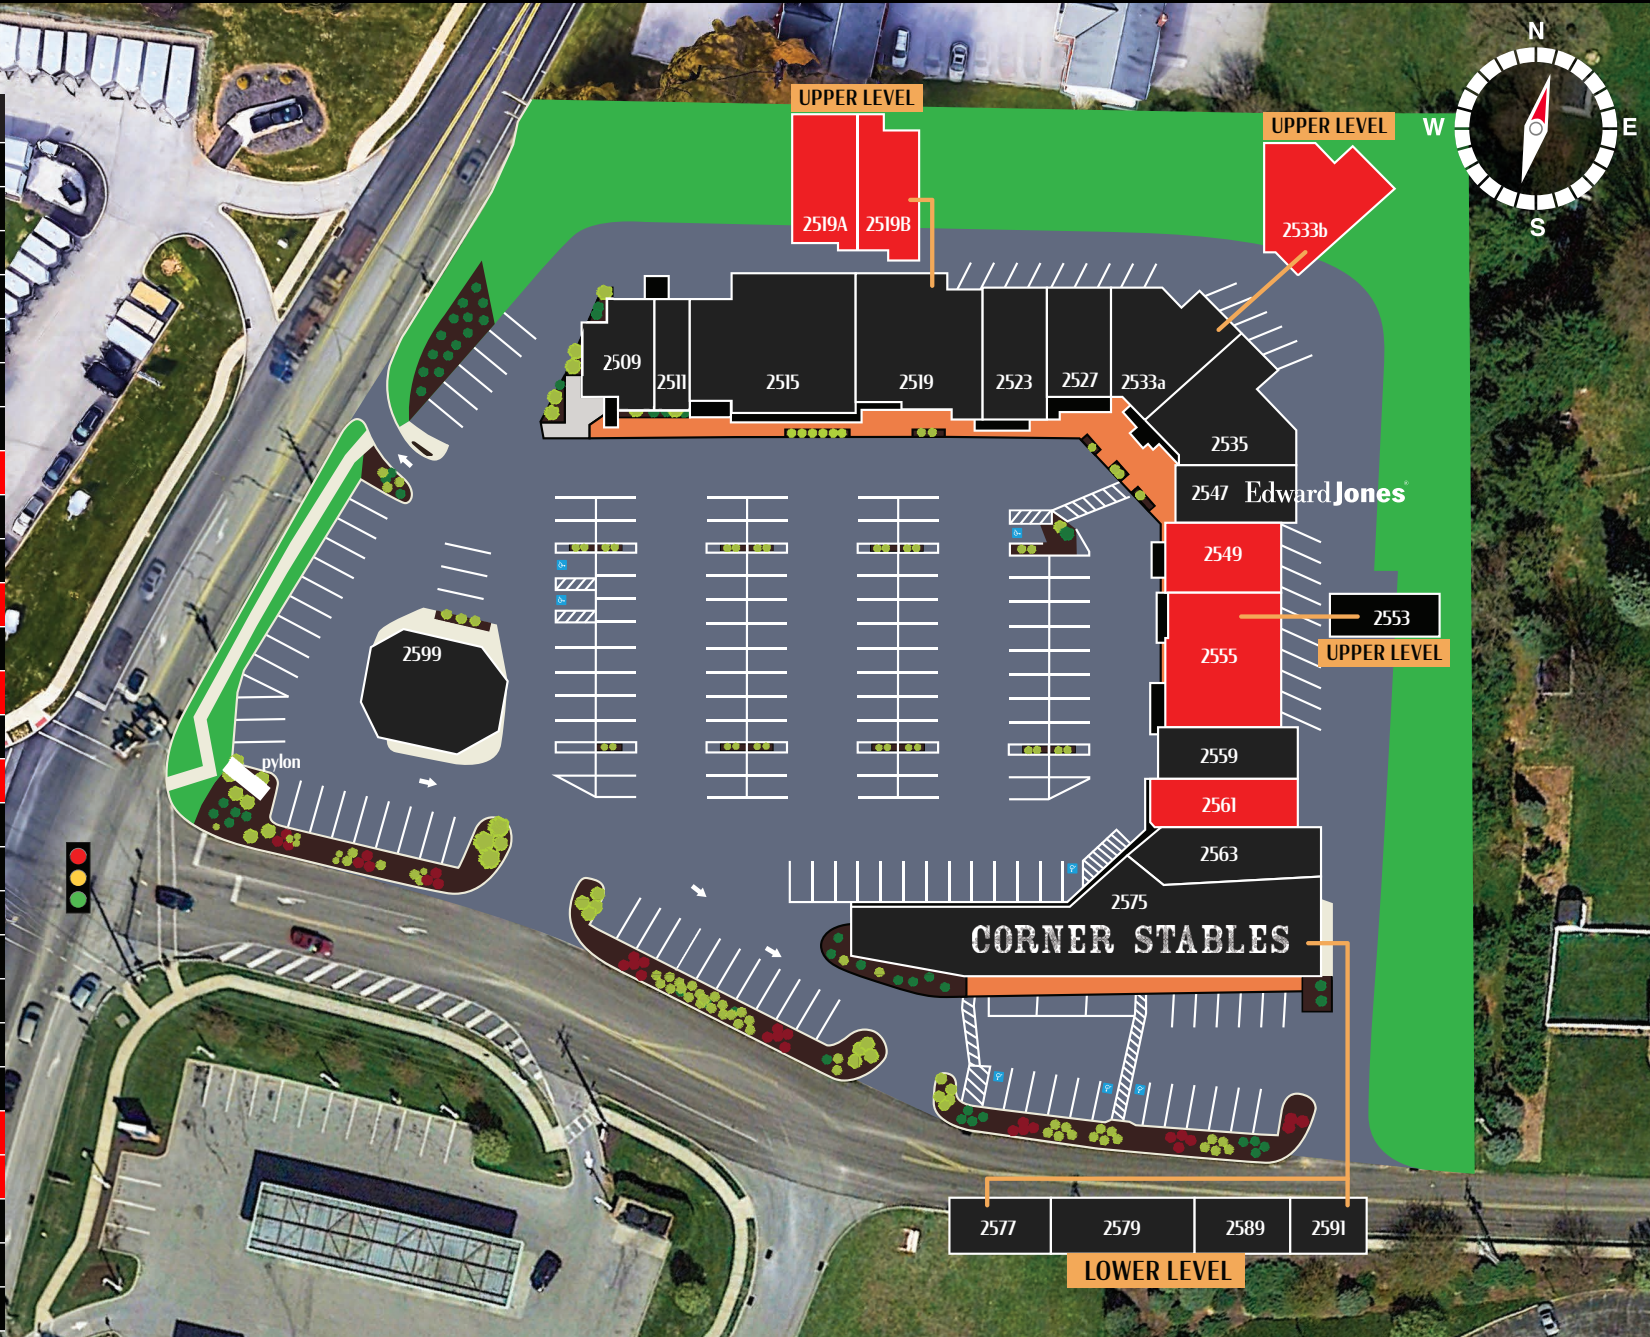 N
UPPER LEVEL
UPPER LEVEL
W
E
2519A
2519B
S
2533b
2509
2511
2515
2519
2523
2527
2533a
2535
2547
Edward Jones
2549
2553
2599
2555
UPPER LEVEL
2559
pylon
2561
2563
2575
CORNER STABLES
2577
2579
2589
2591
LOWER LEVEL